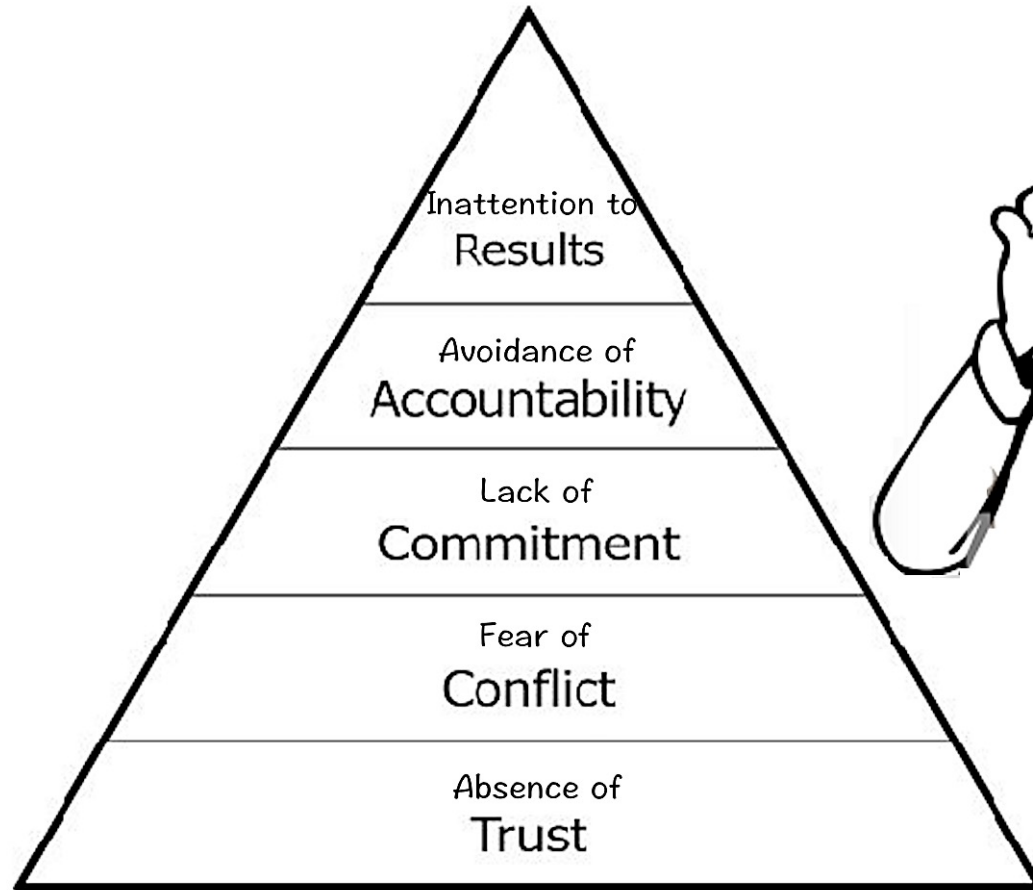 Inattention to
Results
Avoidance of
Accountability
Lack of
Commitment
Fear of
Conflict
Absence of
Trust